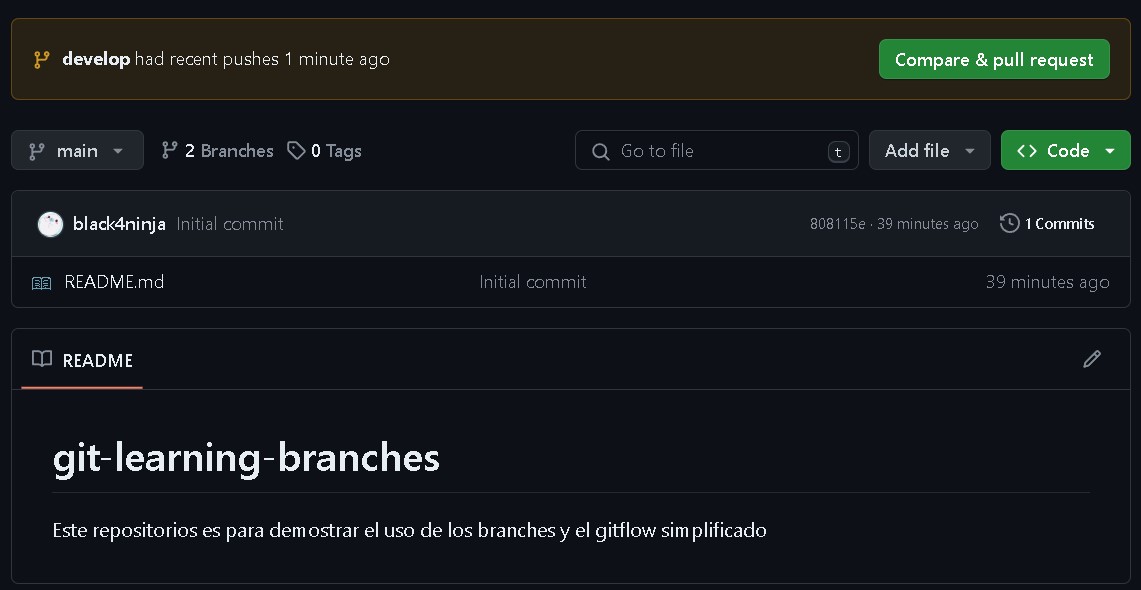 develop had recent pushes 1 minute ago
Compare & pull request
main
2 Branches
0 Tags
Go to file
t
Add file
Code
black4ninja Initial commit
808115e · 39 minutes ago
1 Commits
README.md
Initial commit
39 minutes ago
README
git-learning-branches
Este repositorios es para demostrar el uso de los branches y el gitflow simplificado